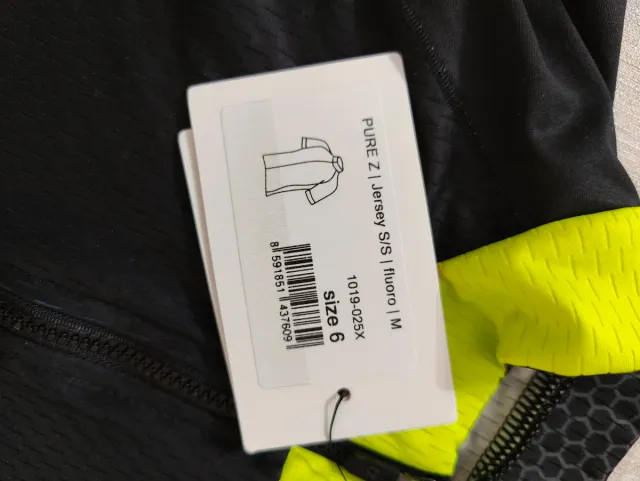 PURE Z | Jersey S/S | fluoro | M
1019-025X
size 6
8 591851 437609